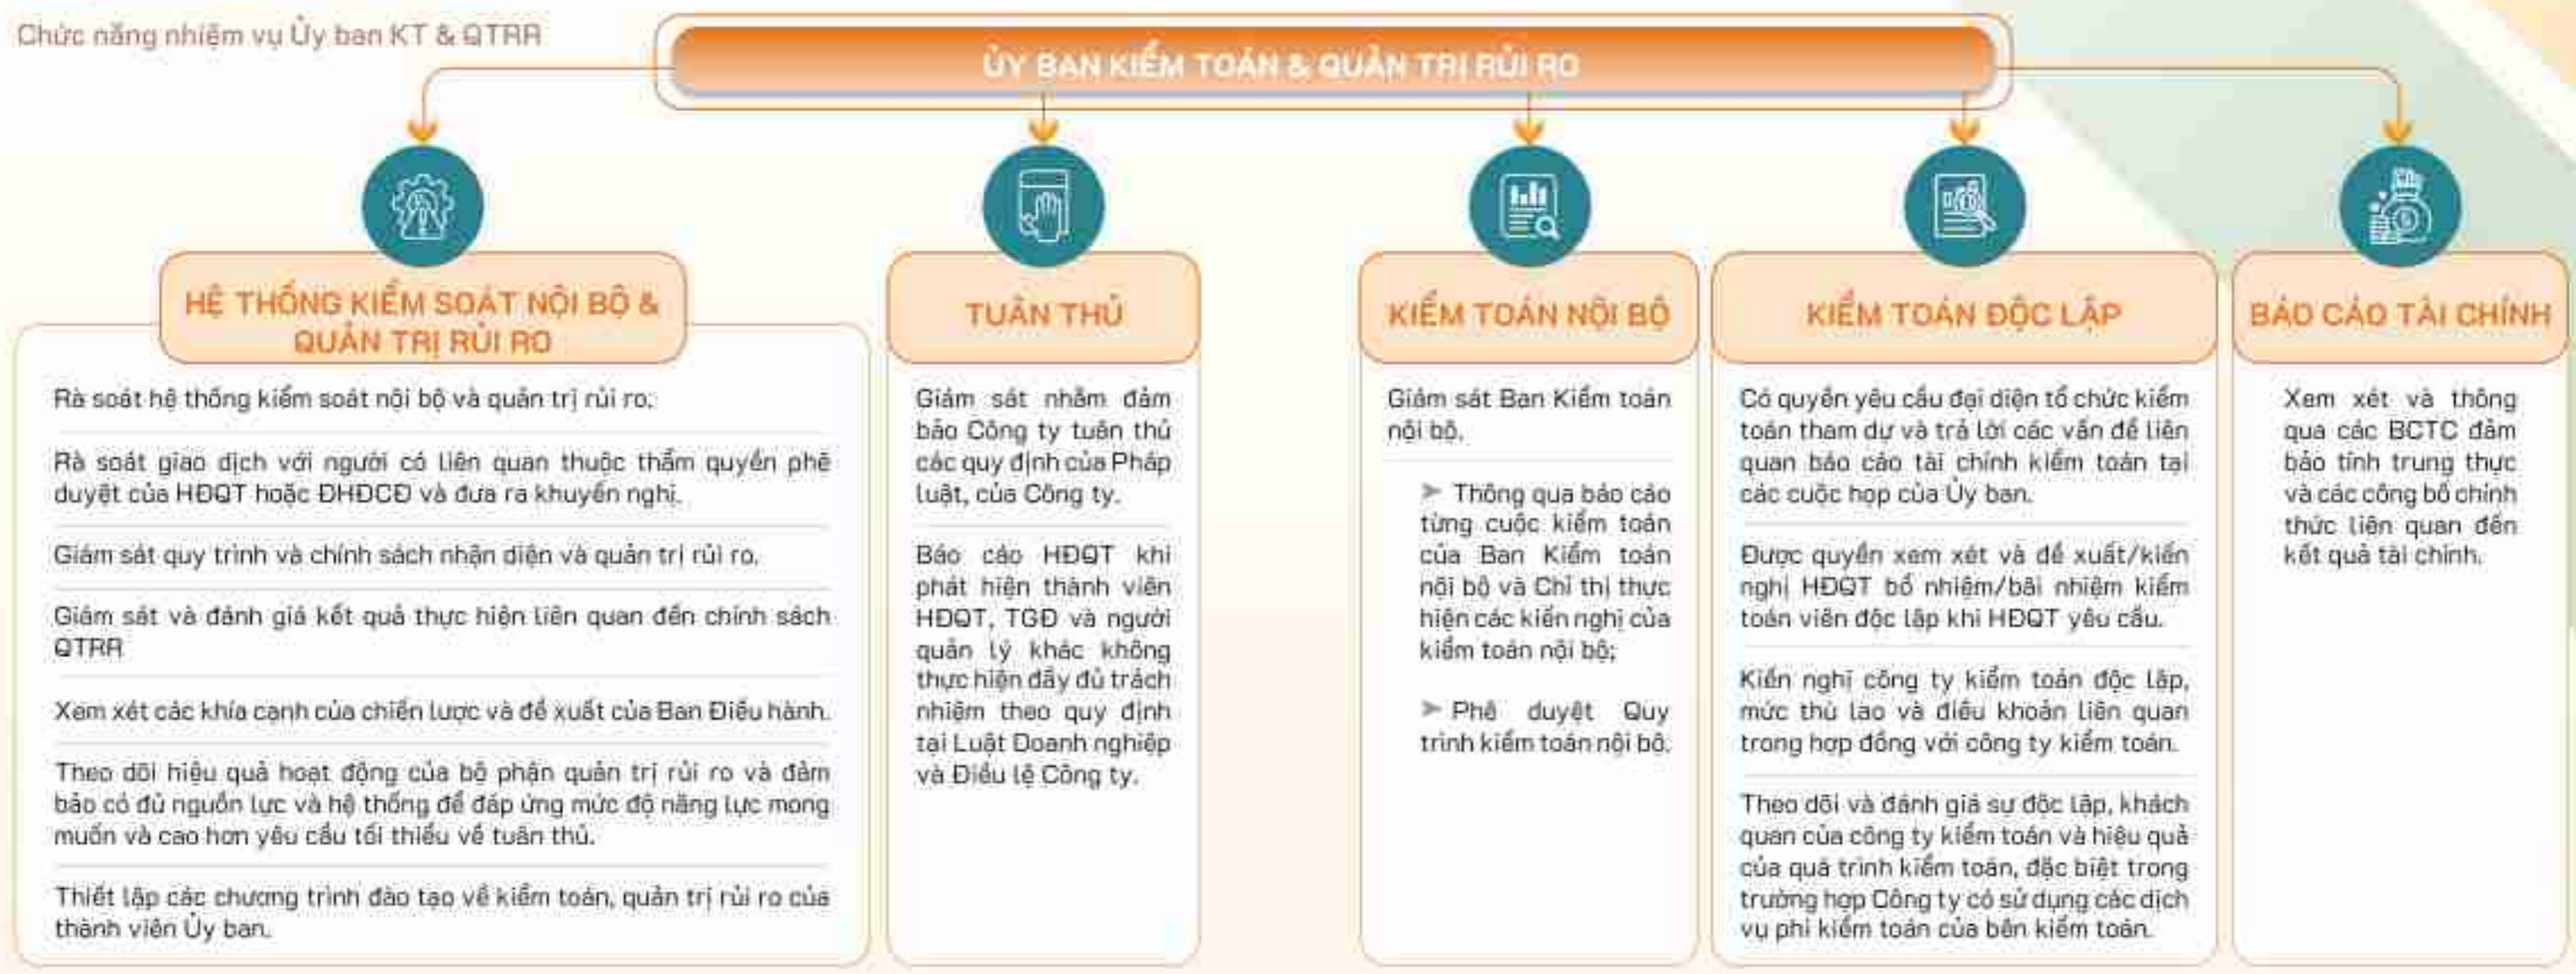 Chức năng nhiệm vụ Ủy ban KT & QTRR
ỦY BAN KIỂM TOÁN & QUẢN TRỊ RỦI RO
HỆ THỐNG KIỂM SOÁT NỘI BỘ &
QUẢN TRỊ RỦI RO
Rà soát hệ thống kiểm soát nội bộ và quản trị rủi ro.
Rà soát giao dịch với người có liên quan thuộc thẩm quyền phê
duyệt của HĐQT hoặc ĐHĐCĐ và đưa ra khuyến nghị.
Giám sát quy trình và chính sách nhận diện và quản trị rủi ro.
Giám sát và đánh giá kết quả thực hiện liên quan đến chính sách
QTRR
Xem xét các khía cạnh của chiến lược và đề xuất của Ban Điều hành.
Theo dõi hiệu quả hoạt động của bộ phận quản trị rủi ro và đảm
bảo có đủ nguồn lực và hệ thống để đáp ứng mức độ năng lực mong
muốn và cao hơn yêu cầu tối thiểu về tuân thủ.
Thiết lập các chương trình đào tạo về kiểm toán, quản trị rủi ro của
thành viên Ủy ban.
TUÂN THỦ
Giám sát nhằm đảm
bảo Công ty tuân thủ
các quy định của Pháp
luật, của Công ty.
Báo cáo HĐQT khi
phát hiện thành viên
HĐQT, TGĐ và người
quản lý khác không
thực hiện đầy đủ trách
nhiệm theo quy định
tại Luật Doanh nghiệp
và Điều lệ Công ty.
KIỂM TOÁN NỘI BỘ
Giám sát Ban Kiểm toán
nội bộ.
➤ Thông qua báo cáo
từng cuộc kiểm toán
của Ban Kiểm toán
nội bộ và Chỉ thị thực
hiện các kiến nghị của
kiểm toán nội bộ;
➤ Phê duyệt Quy
trình kiểm toán nội bộ.
KIỂM TOÁN ĐỘC LẬP
Có quyền yêu cầu đại diện tổ chức kiểm
toán tham dự và trả lời các vấn đề liên
quan báo cáo tài chính kiểm toán tại
các cuộc họp của Ủy ban.
Được quyền xem xét và đề xuất/kiến
nghị HĐQT bổ nhiệm/bãi nhiệm kiểm
toán viên độc lập khi HĐQT yêu cầu.
Kiến nghị công ty kiểm toán độc lập,
mức thù lao và điều khoản liên quan
trong hợp đồng với công ty kiểm toán.
Theo dõi và đánh giá sự độc lập, khách
quan của công ty kiểm toán và hiệu quả
của quá trình kiểm toán, đặc biệt trong
trường hợp Công ty có sử dụng các dịch
vụ phi kiểm toán của bên kiểm toán.
BÁO CÁO TÀI CHÍNH
Xem xét và thông
qua các BCTC đảm
bảo tính trung thực
và các công bố chính
thức liên quan đến
kết quả tài chính.